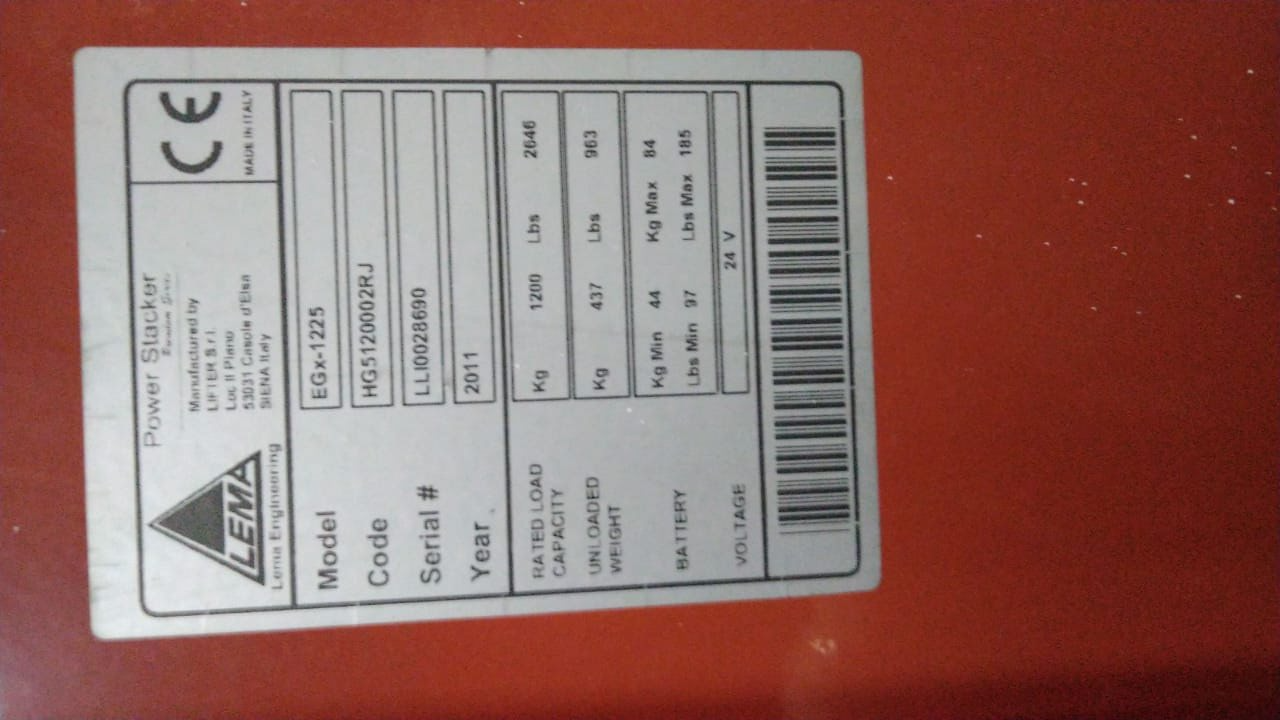 LEMA
Lema Engineering
Power Stacker
Manufactured by
LIFTER S.r.l.
Loc Il Piano
53031 Casole d'Elsa
SIENA Italy
CE
MADE IN ITALY
Model EGx-1225
Code HG5120002RJ
Serial # LLI0028690
Year 2011
RATED LOAD CAPACITY Kg 1200 Lbs 2646
UNLOADED WEIGHT Kg 437 Lbs 963
BATTERY Kg Min 44 Kg Max 84
Lbs Min 97 Lbs Max 185
VOLTAGE 24 V